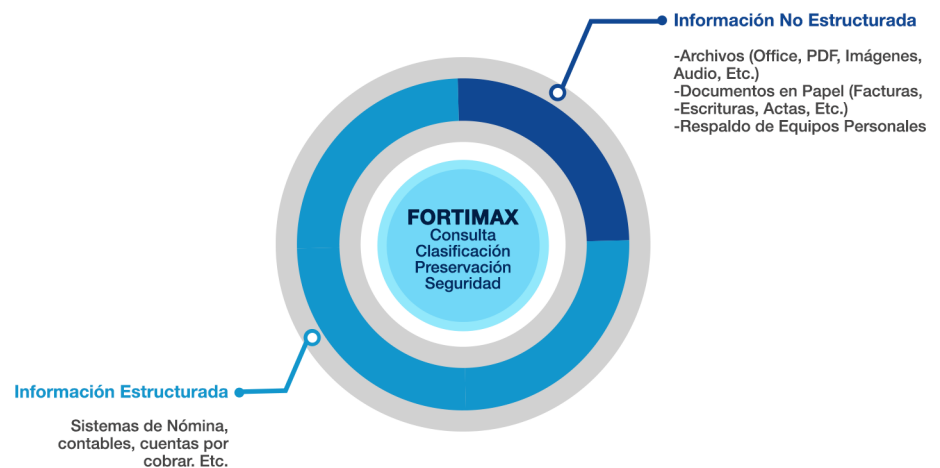 Información No Estructurada
-Archivos (Office, PDF, Imágenes,
Audio, Etc.)
-Documentos en Papel (Facturas,
-Escrituras, Actas, Etc.)
-Respaldo de Equipos Personales
FORTIMAX
Consulta
Clasificación
Preservación
Seguridad
Información Estructurada
Sistemas de Nómina,
contables, cuentas por
cobrar. Etc.